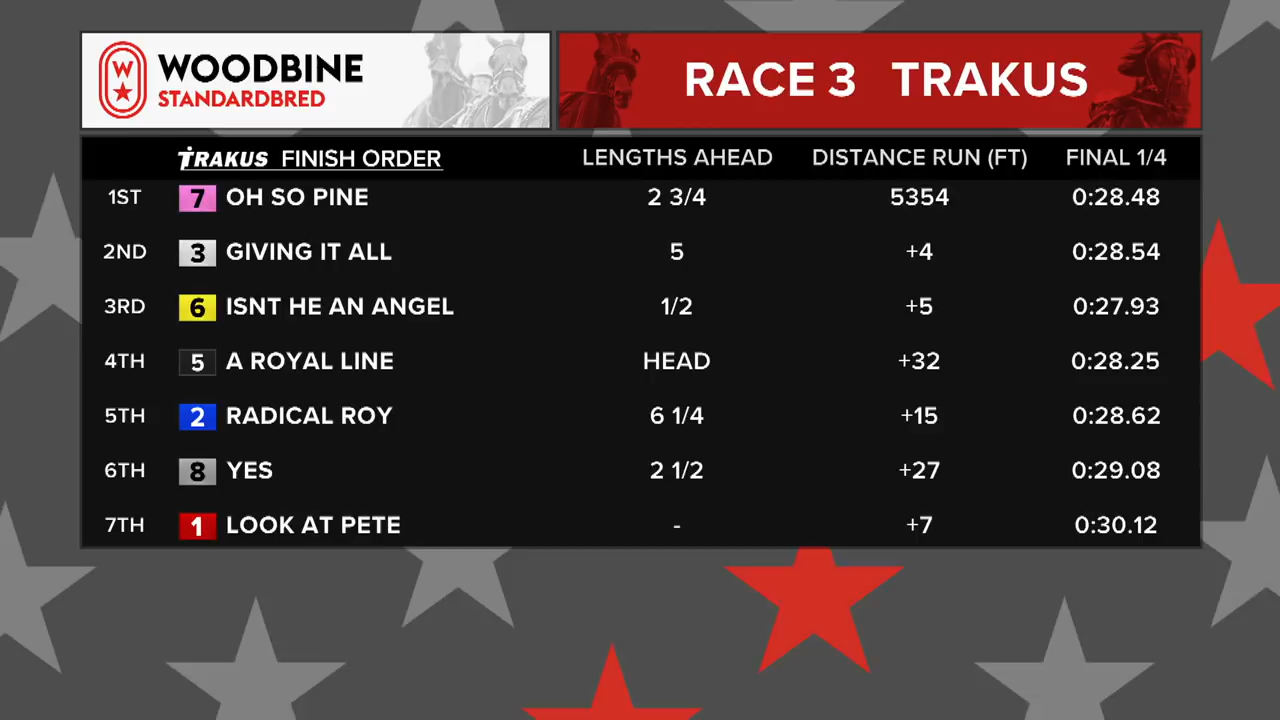 W
WOODBINE
STANDARDBRED
RACE 3 TRAKUS
TRAKUS FINISH ORDER LENGTHS AHEAD DISTANCE RUN (FT) FINAL 1/4
1ST 7 OH SO PINE 2 3/4 5354 0:28.48
2ND 3 GIVING IT ALL 5 +4 0:28.54
3RD 6 ISNT HE AN ANGEL 1/2 +5 0:27.93
4TH 5 A ROYAL LINE HEAD +32 0:28.25
5TH 2 RADICAL ROY 6 1/4 +15 0:28.62
6TH 8 YES 2 1/2 +27 0:29.08
7TH 1 LOOK AT PETE - +7 0:30.12